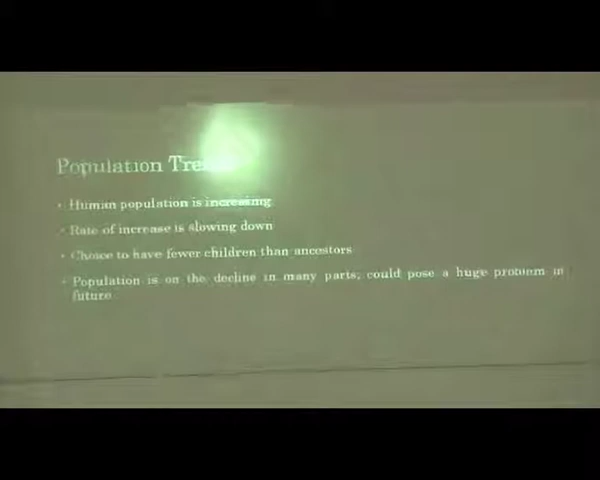 Population Tre
• Human population is increasing
• Rate of increase is slowing down
• Choice to have fewer children than ancestors
• Population is on the decline in many parts; could pose a huge problem in
future